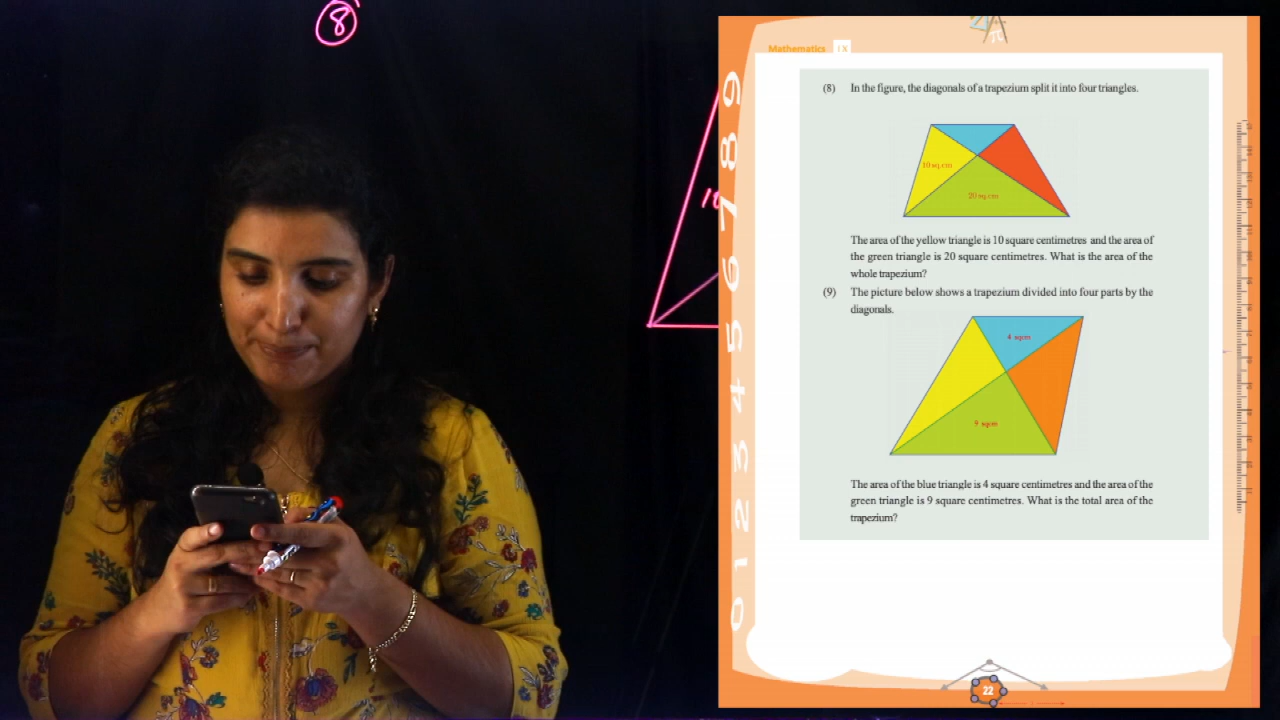 8
10
Mathematics IX
(8) In the figure, the diagonals of a trapezium split it into four triangles.
10 sq.cm
20 sq cm
The area of the yellow triangle is 10 square centimetres and the area of
the green triangle is 20 square centimetres. What is the area of the
whole trapezium?
(9) The picture below shows a trapezium divided into four parts by the
diagonals.
4 sqcm
9 sqcm
The area of the blue triangle is 4 square centimetres and the area of the
green triangle is 9 square centimetres. What is the total area of the
trapezium?
0 1 2 3 4 5 6 7 8 9
π
22